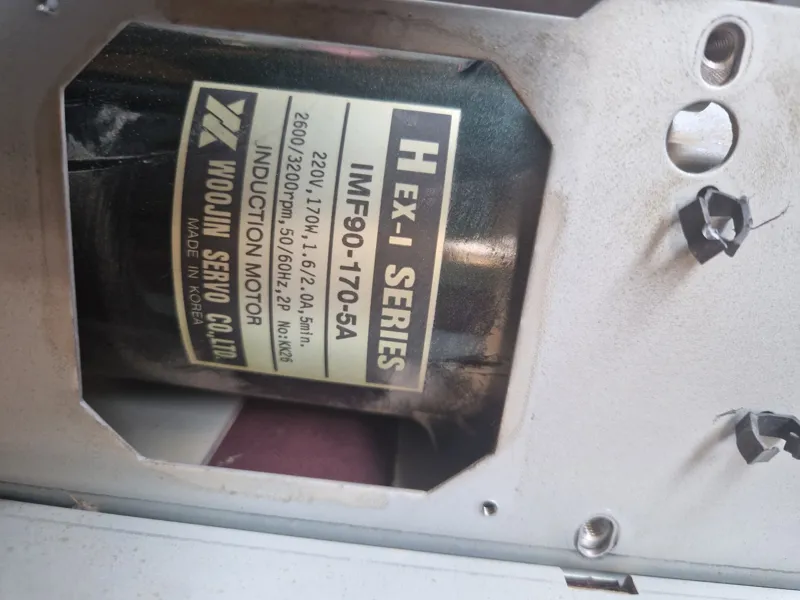 HEX-I SERIES
IMF90-170-5A
220V,170W,1.6/2.0A,5min.
2600/3200rpm,50/60Hz,2P No:KK26
INDUCTION MOTOR
WOOJIN SERVO CO.,LTD.
MADE IN KOREA